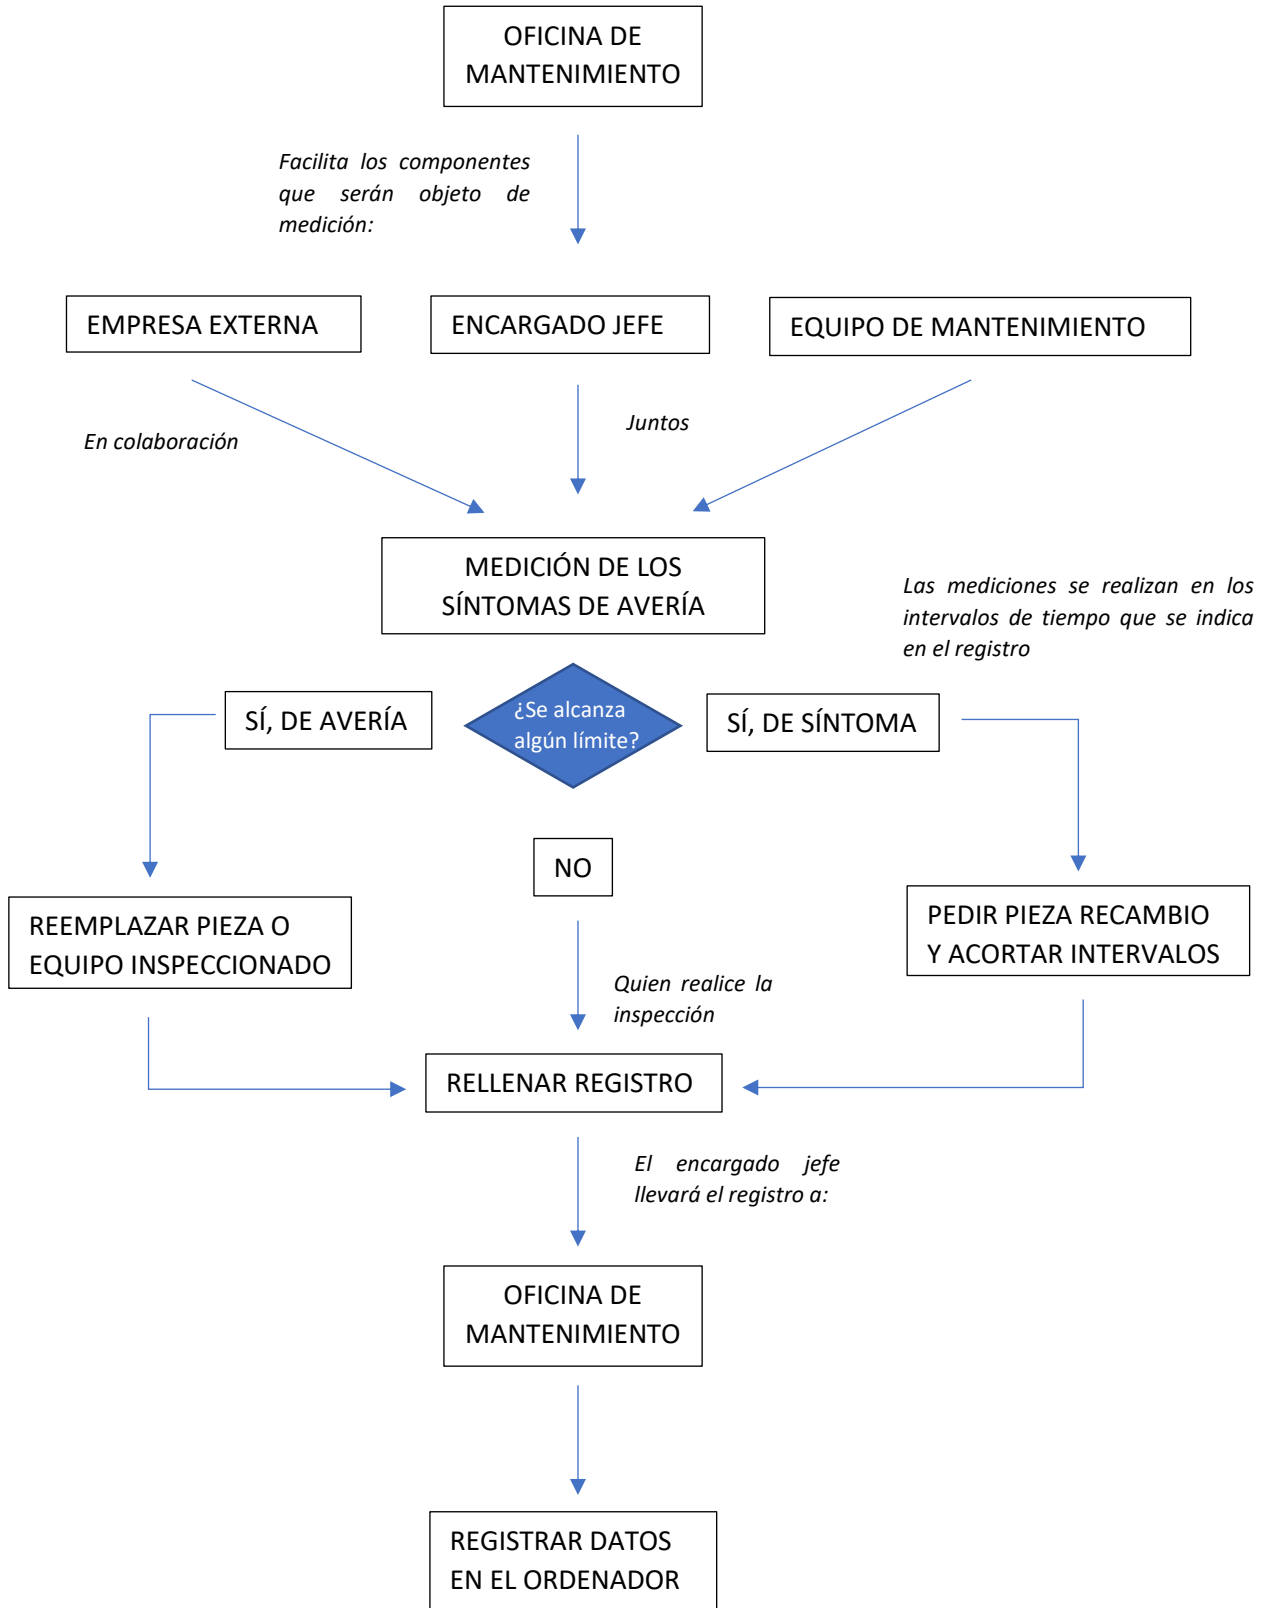 OFICINA DE
MANTENIMIENTO
Facilita los componentes
que serán objeto de
medición:
EMPRESA EXTERNA
ENCARGADO JEFE
EQUIPO DE MANTENIMIENTO
En colaboración
Juntos
MEDICIÓN DE LOS
SÍNTOMAS DE AVERÍA
Las mediciones se realizan en los
intervalos de tiempo que se indica
en el registro
SÍ, DE AVERÍA
¿Se alcanza
algún límite?
SÍ, DE SÍNTOMA
NO
REEMPLAZAR PIEZA O
EQUIPO INSPECCIONADO
PEDIR PIEZA RECAMBIO
Y ACORTAR INTERVALOS
Quien realice la
inspección
RELLENAR REGISTRO
El encargado jefe
llevará el registro a:
OFICINA DE
MANTENIMIENTO
REGISTRAR DATOS
EN EL ORDENADOR